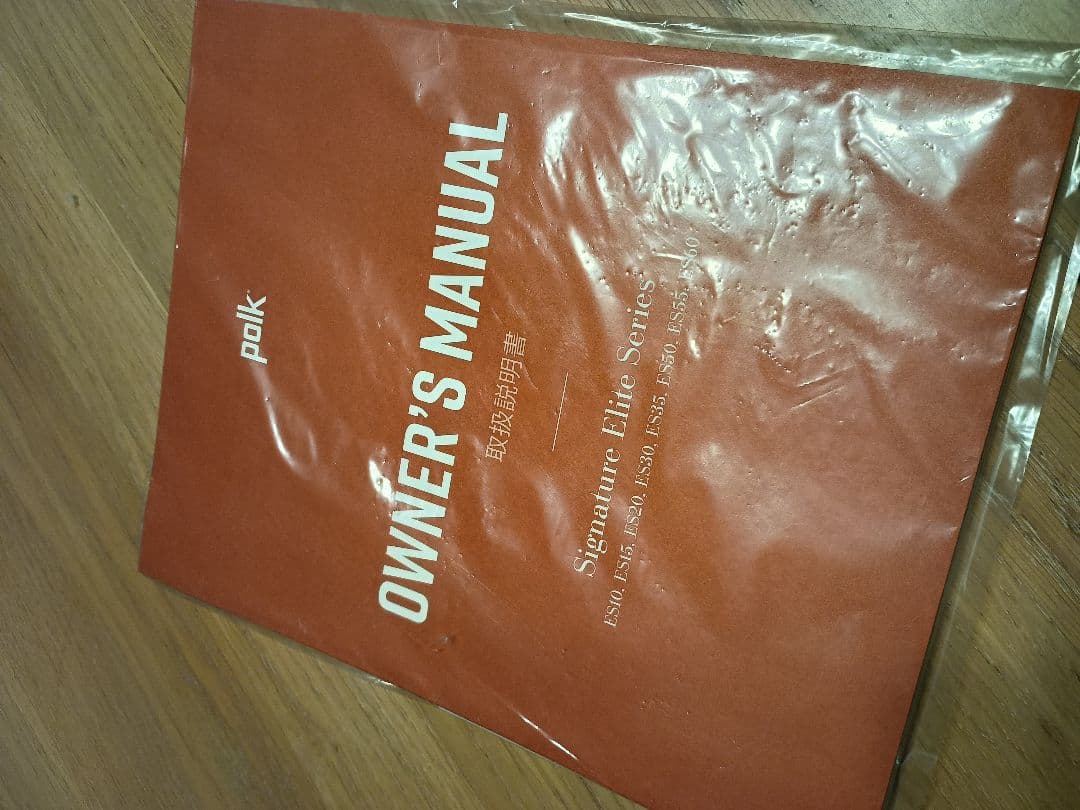 polk
OWNER'S MANUAL
取扱説明書
Signature Elite Series
ES10, ES15, ES20, ES30, ES35, ES50, ES55, ES60